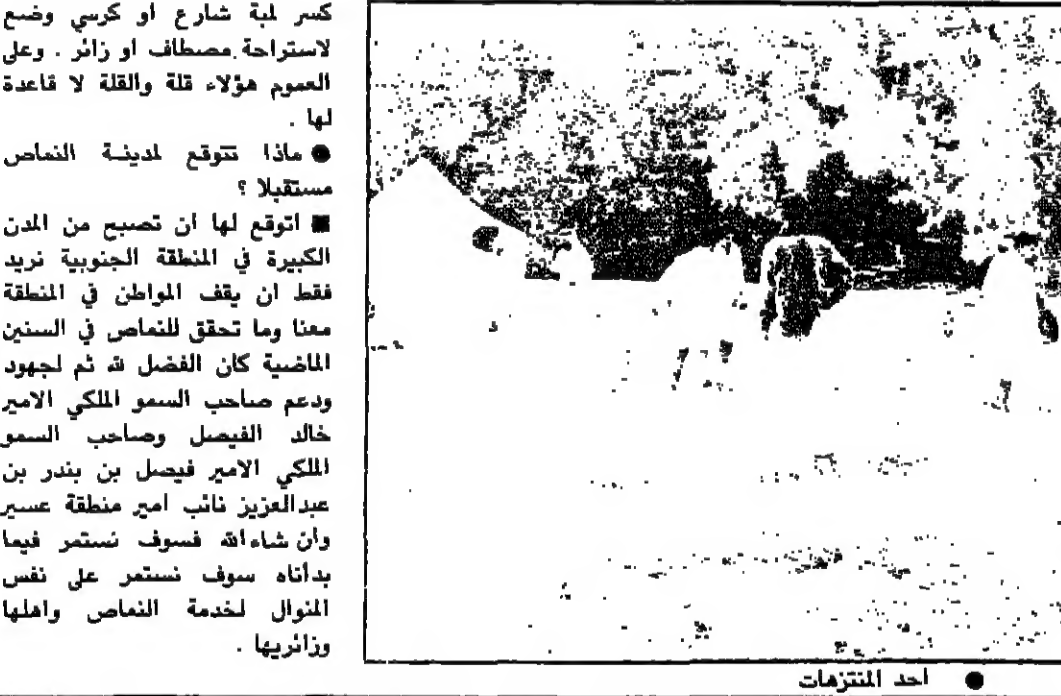 كسر لمبة شارع او كرسي وضع
لاستراحة مصطاف او زائر . وعلى
العموم هؤلاء قلة والقلة لا قاعدة
لها .
● ماذا تتوقع لمدينة النماص
مستقبلا ؟
■ اتوقع لها ان تصبح من المدن
الكبيرة في المنطقة الجنوبية نريد
فقط ان يقف المواطن في المنطقة
معنا وما تحقق للنماص في السنين
الماضية كان الفضل لله ثم لجهود
ودعم صاحب السمو الملكي الامير
خالد الفيصل وصاحب السمو
الملكي الامير فيصل بن بندر بن
عبدالعزيز نائب امير منطقة عسير
وان شاءالله فسوف نستمر فيما
بدأناه سوف نستمر على نفس
المنوال لخدمة النماص واهلها
وزائريها .
● احد المنتزهات